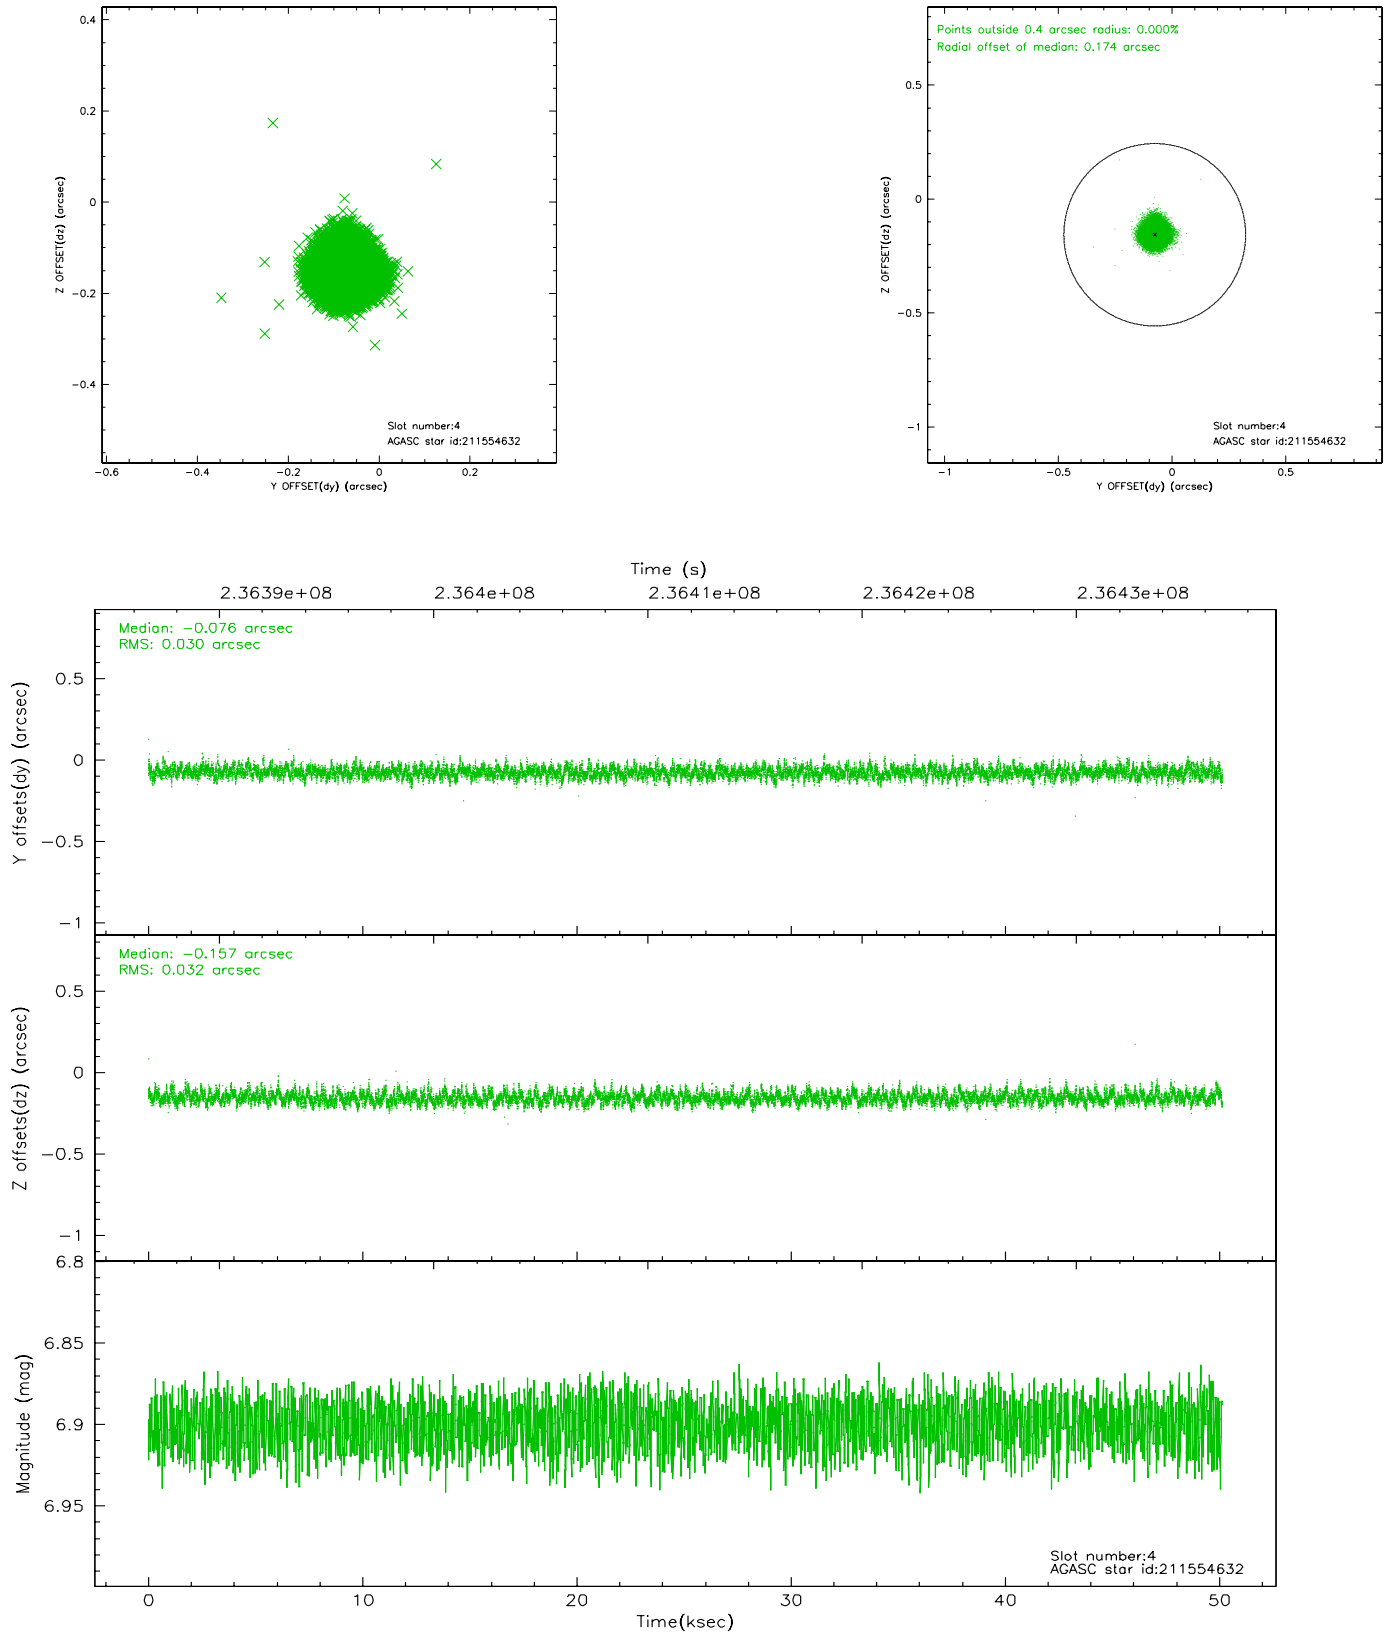 0.4
0.2
0
−0.2
−0.4
Z OFFSET(dz) (arcsec)
Slot number:4
AGASC star id:211554632
−0.6 −0.4 −0.2 0 0.2
Y OFFSET(dy) (arcsec)
Points outside 0.4 arcsec radius: 0.000%
Radial offset of median: 0.174 arcsec
0.5
0
−0.5
−1
Z OFFSET(dz) (arcsec)
Slot number:4
AGASC star id:211554632
−1 −0.5 0 0.5
Y OFFSET(dy) (arcsec)
Time (s)
2.3639e+08 2.364e+08 2.3641e+08 2.3642e+08 2.3643e+08
Median: −0.076 arcsec
RMS: 0.030 arcsec
0.5
0
−0.5
−1
Y offsets(dy) (arcsec)
Median: −0.157 arcsec
RMS: 0.032 arcsec
0.5
0
−0.5
−1
Z offsets(dz) (arcsec)
6.8
6.85
6.9
6.95
Magnitude (mag)
Slot number:4
AGASC star id:211554632
0 10 20 30 40 50
Time(ksec)